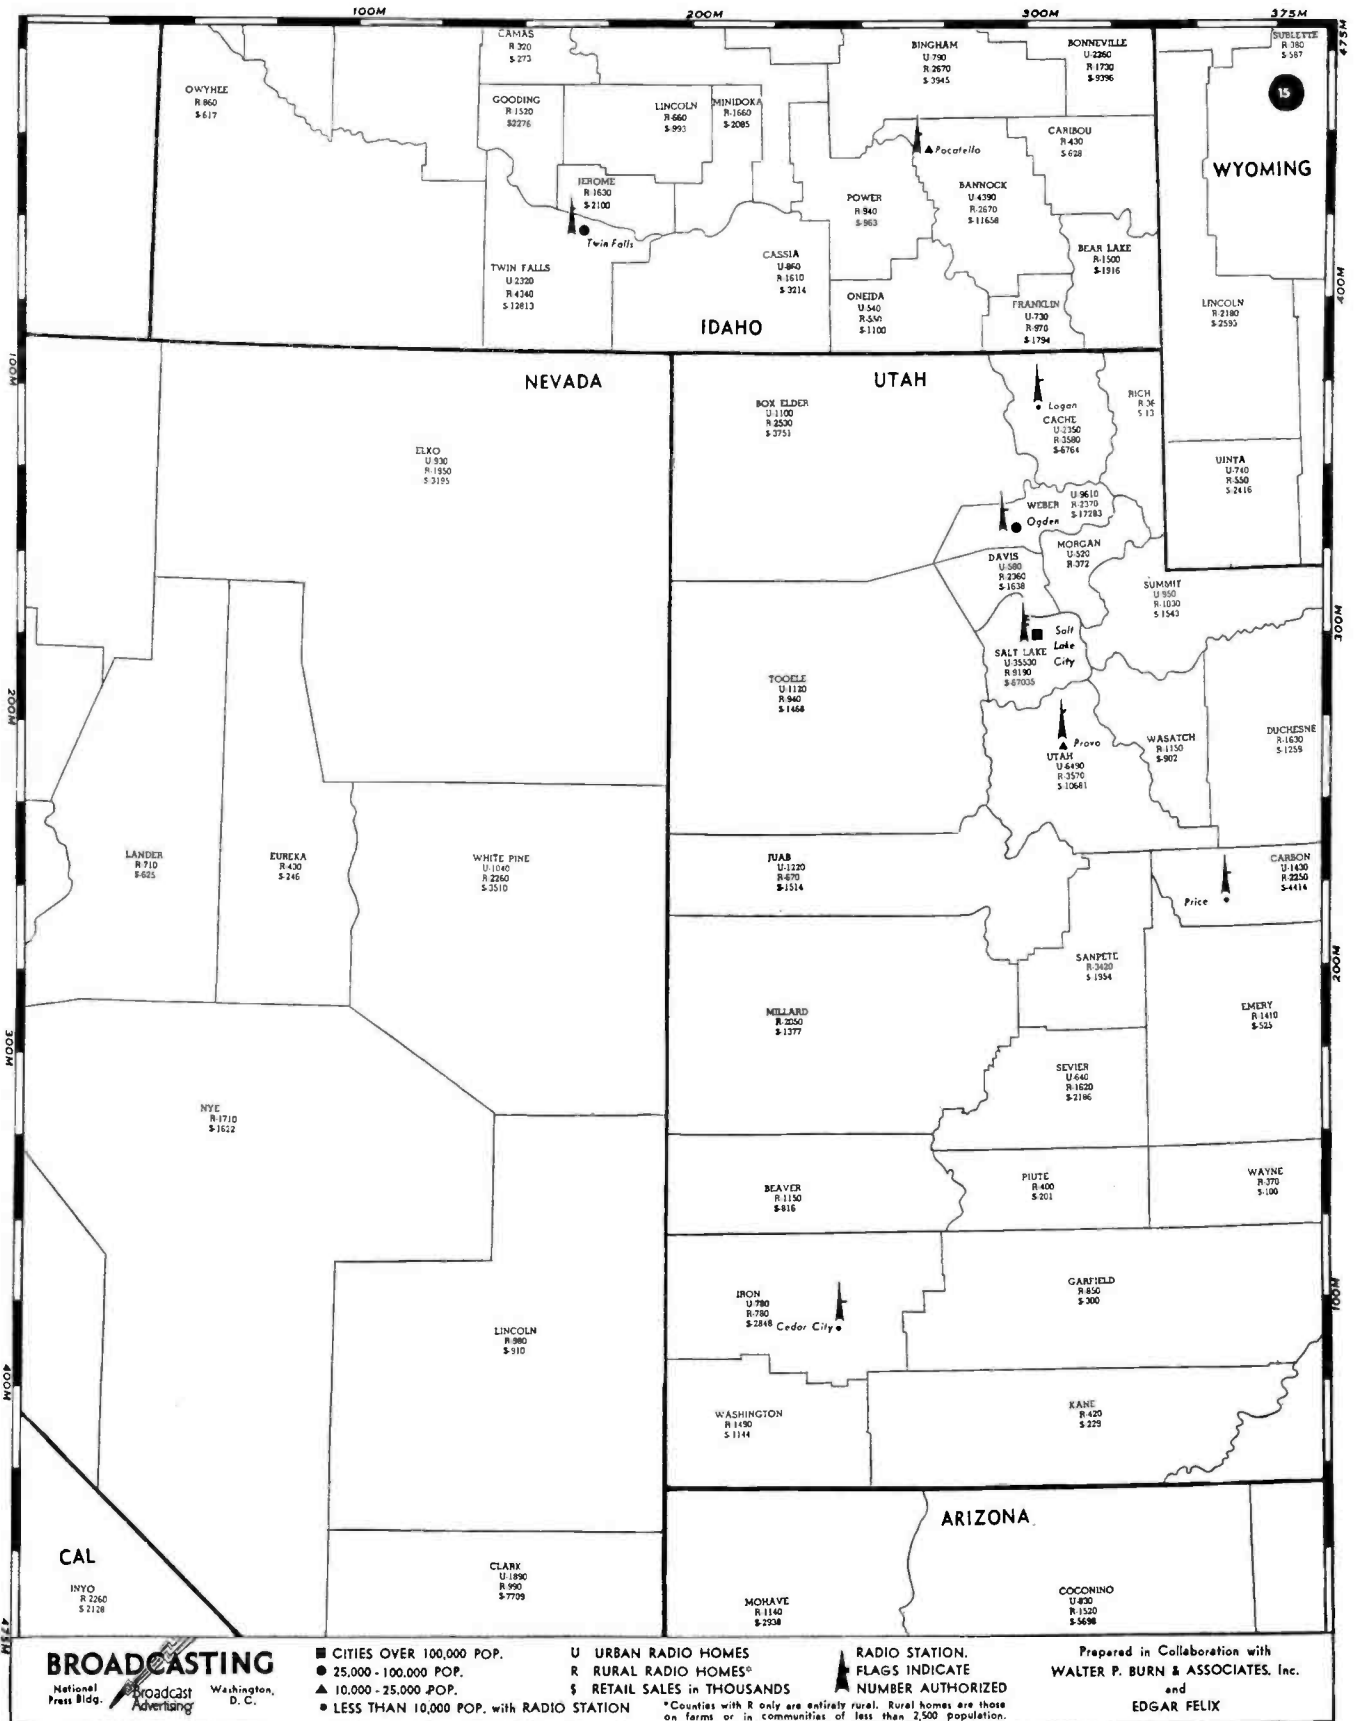 100M 200M 300M 375M
475M
CAMAS
R 320
S-273
OWYHEE
R 860
S-617
GOODING
R-1520
S2276
LINCOLN
R-660
S-993
MINIDOKA
R-1660
S-2085
BINGHAM
U-790
R-2670
S-3945
BONNEVILLE
U-2260
R-1730
S-9396
SUBLETTE
R-380
S-587
15
WYOMING
CARIBOU
R-430
S-628
Pocatello
JEROME
R-1630
S-2100
Twin Falls
POWER
R-940
S-963
BANNOCK
U-4390
R-2670
S-11658
BEAR LAKE
R-1500
S-1916
TWIN FALLS
U-2320
R-4340
S-12813
CASSIA
U-860
R-1610
S-3214
ONEIDA
U-540
R-550
S-1100
FRANKLIN
U-730
R-970
S-1794
400M
LINCOLN
R-2180
S-2593
IDAHO
100M
NEVADA
UTAH
BOX ELDER
U-1100
R-2530
S-3751
Logan
CACHE
U-2350
R-3580
S-6764
RICH
R-36
S-13
ELKO
U-930
R-1950
S-3195
UINTA
U-740
R-550
S-2416
WEBER
U-9610
R-2370
S-17283
Ogden
DAVIS
U-580
R-2360
S-1638
MORGAN
U-520
R-372
SUMMIT
U-950
R-1030
S-1543
300M
Salt
Lake
City
SALT LAKE
U-35530
R 9190
S-67035
200M
TOOELE
U-1120
R-940
S-1468
Provo
UTAH
U-6490
R-3570
S-10681
WASATCH
R-1150
S-902
DUCHESNE
R-1630
S-1259
LANDER
R-710
S-625
EUREKA
R-430
S-246
WHITE PINE
U-1040
R 2260
S-3510
JUAB
U-1220
R-670
S-1514
CARBON
U-1430
R-2250
S-4414
Price
SANPETE
R-3420
S 1954
200M
MILLARD
R-2050
S-1377
EMERY
R-1410
S-525
300M
SEVIER
U-640
R-1620
S-2186
NYE
R-1710
S-1622
BEAVER
R-1150
S-816
PIUTE
R-400
S-201
WAYNE
R-370
S-100
GARFIELD
R-850
S-300
100M
IRON
U-780
R-780
S-2848
Cedar City
LINCOLN
R-980
S-910
400M
WASHINGTON
R 1490
S 1144
KANE
R-420
S-229
ARIZONA
CAL
INYO
R 2260
S 2128
CLARK
U-1890
R-990
S-7709
MOHAVE
R-1140
S-2938
COCONINO
U-830
R-1520
S-5698
475M
BROADCASTING
National
Press Bldg.
Broadcast
Advertising
Washington,
D. C.
CITIES OVER 100,000 POP.
25,000 - 100,000 POP.
10,000 - 25,000 POP.
LESS THAN 10,000 POP. with RADIO STATION
U URBAN RADIO HOMES
R RURAL RADIO HOMES*
$ RETAIL SALES in THOUSANDS
RADIO STATION.
FLAGS INDICATE
NUMBER AUTHORIZED
*Counties with R only are entirely rural. Rural homes are those
on farms or in communities of less than 2,500 population.
Prepared in Collaboration with
WALTER P. BURN & ASSOCIATES, Inc.
and
EDGAR FELIX